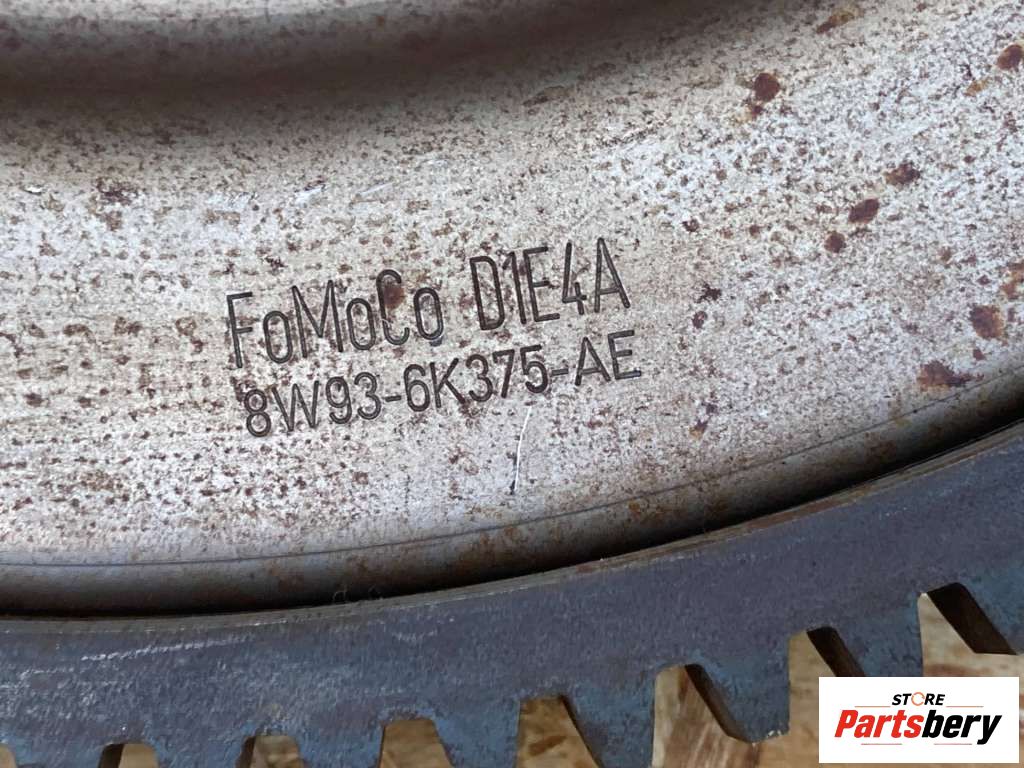 FoMoCo D1E4A
8W93-6K375-AE
STORE
Partsbery